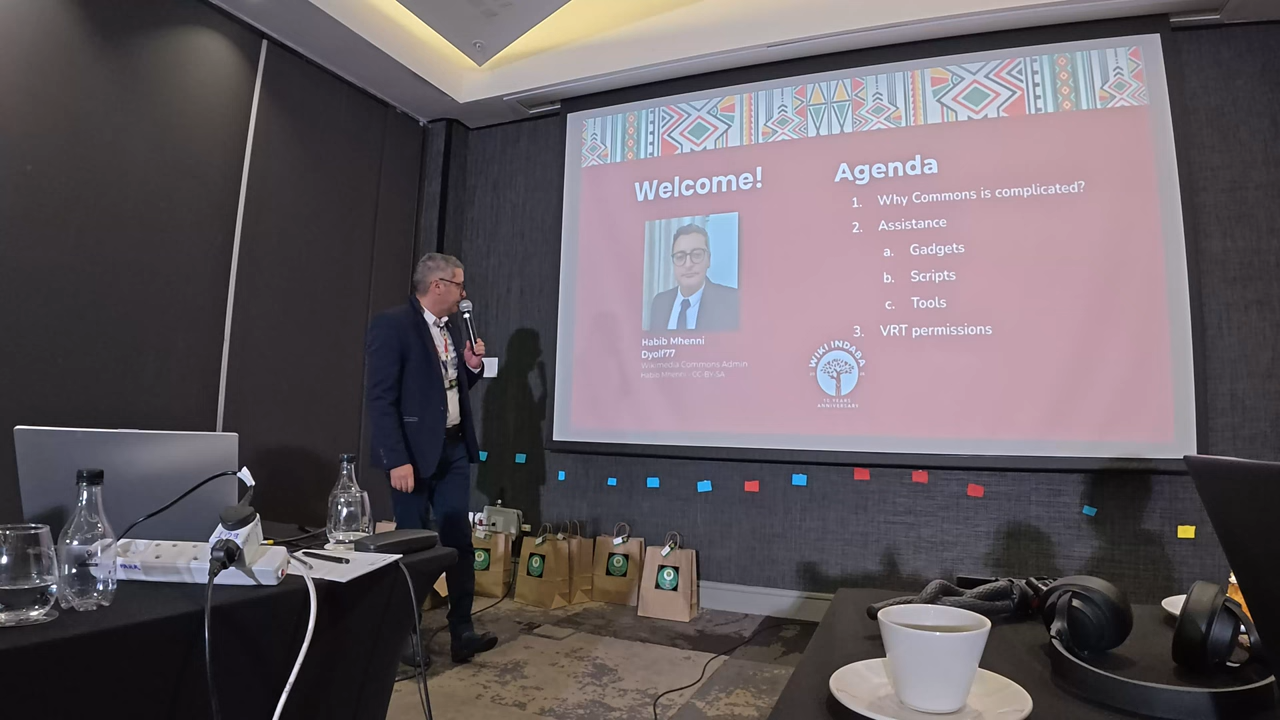 Welcome!
Habib Mhenni
Dyolf77
Wikimedia Commons Admin
Habib Mhenni - CC-BY-SA
Agenda
1. Why Commons is complicated?
2. Assistance
a. Gadgets
b. Scripts
c. Tools
3. VRT permissions
WIKI INDABA
ANNIVERSARY